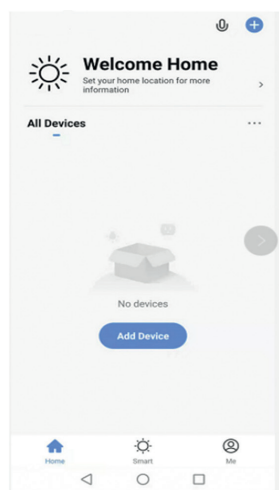 Welcome Home
Set your home location for more
information
All Devices
No devices
Add Device
Home
Smart
Me